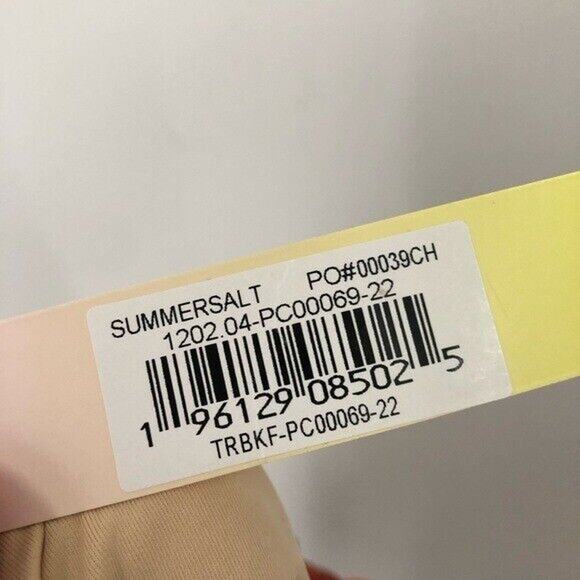 SUMMERSALT PO#00039CH
1202.04-PC00069-22
1 96129 08502 5
TRBKF-PC00069-22